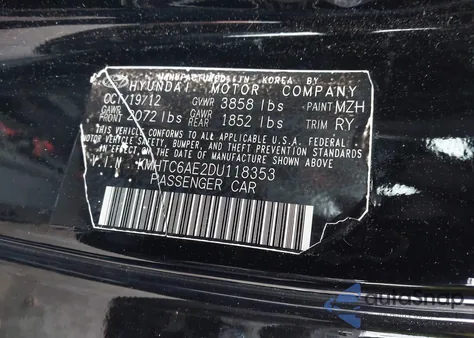 MANUFACTURED IN KOREA BY
HYUNDAI MOTOR COMPANY
OCT/19/12 GVWR 3858 lbs PAINT MZH
GAWR FRONT 2072 lbs GAWR REAR 1852 lbs TRIM RY
THIS VEHICLE CONFORMS TO ALL APPLICABLE U.S.A. FEDERAL
MOTOR VEHICLE SAFETY, BUMPER, AND THEFT PREVENTION STANDARDS
IN EFFECT ON THE DATE OF MANUFACTURE SHOWN ABOVE.
V.I.N KMHTC6AE2DU118353
PASSENGER CAR
autoShop